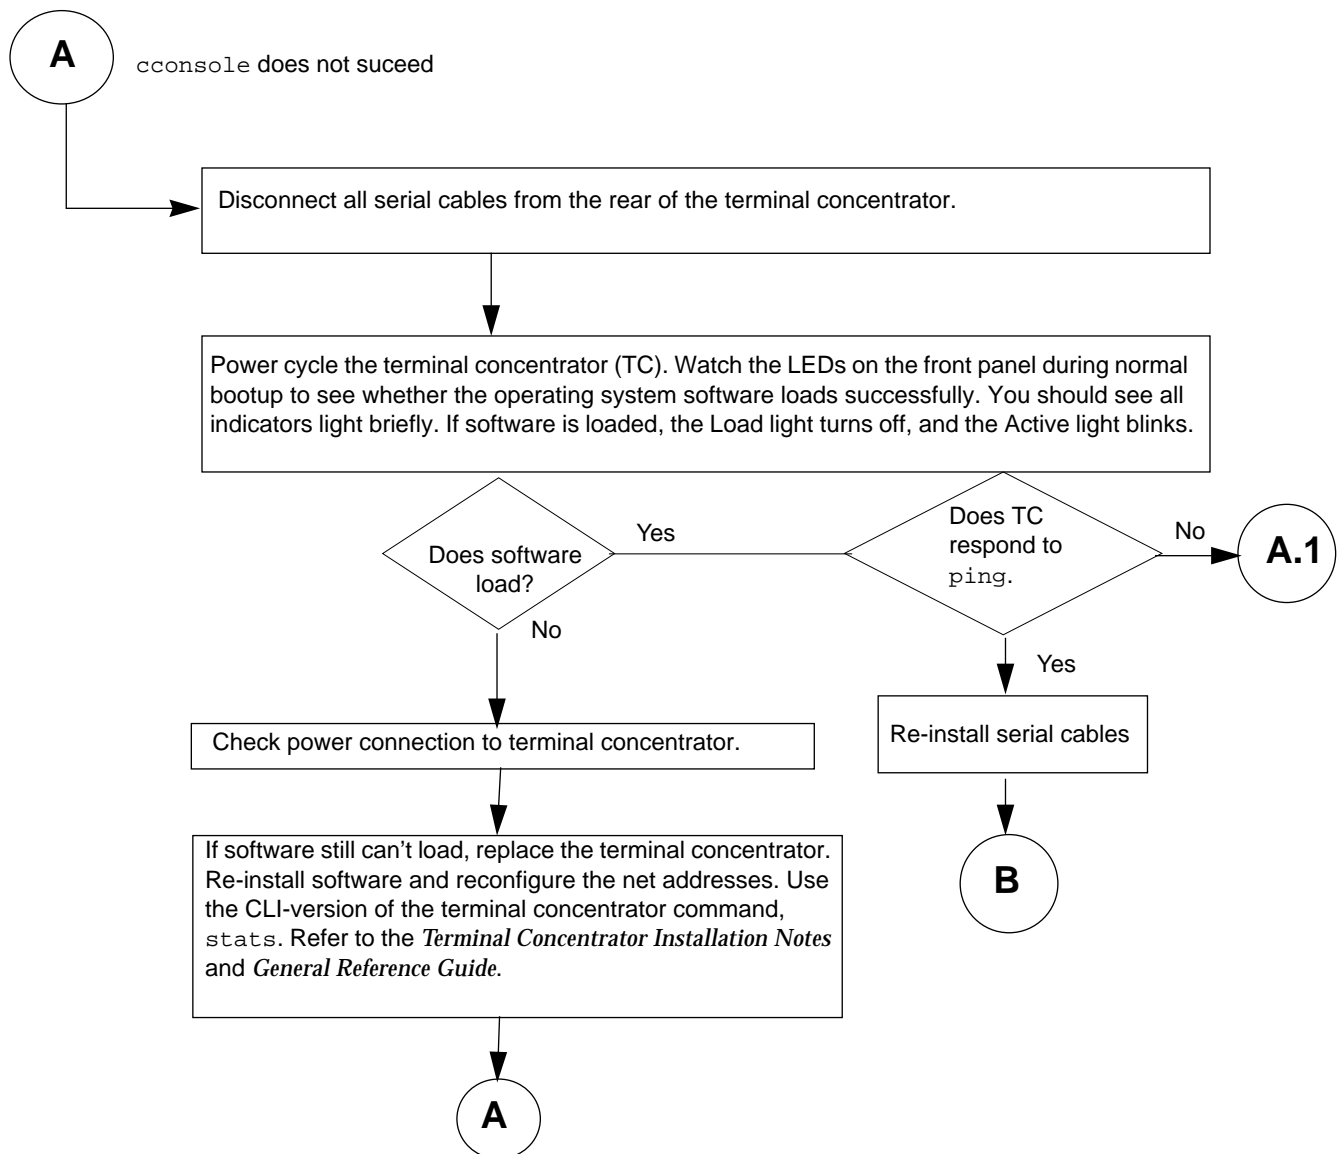 A
cconsole does not suceed
Disconnect all serial cables from the rear of the terminal concentrator.
Power cycle the terminal concentrator (TC). Watch the LEDs on the front panel during normal
bootup to see whether the operating system software loads successfully. You should see all
indicators light briefly. If software is loaded, the Load light turns off, and the Active light blinks.
Does software
load?
Yes
Does TC
respond to
ping.
No
A.1
No
Yes
Check power connection to terminal concentrator.
Re-install serial cables
If software still can't load, replace the terminal concentrator.
Re-install software and reconfigure the net addresses. Use
the CLI-version of the terminal concentrator command,
stats. Refer to the Terminal Concentrator Installation Notes
and General Reference Guide.
B
A